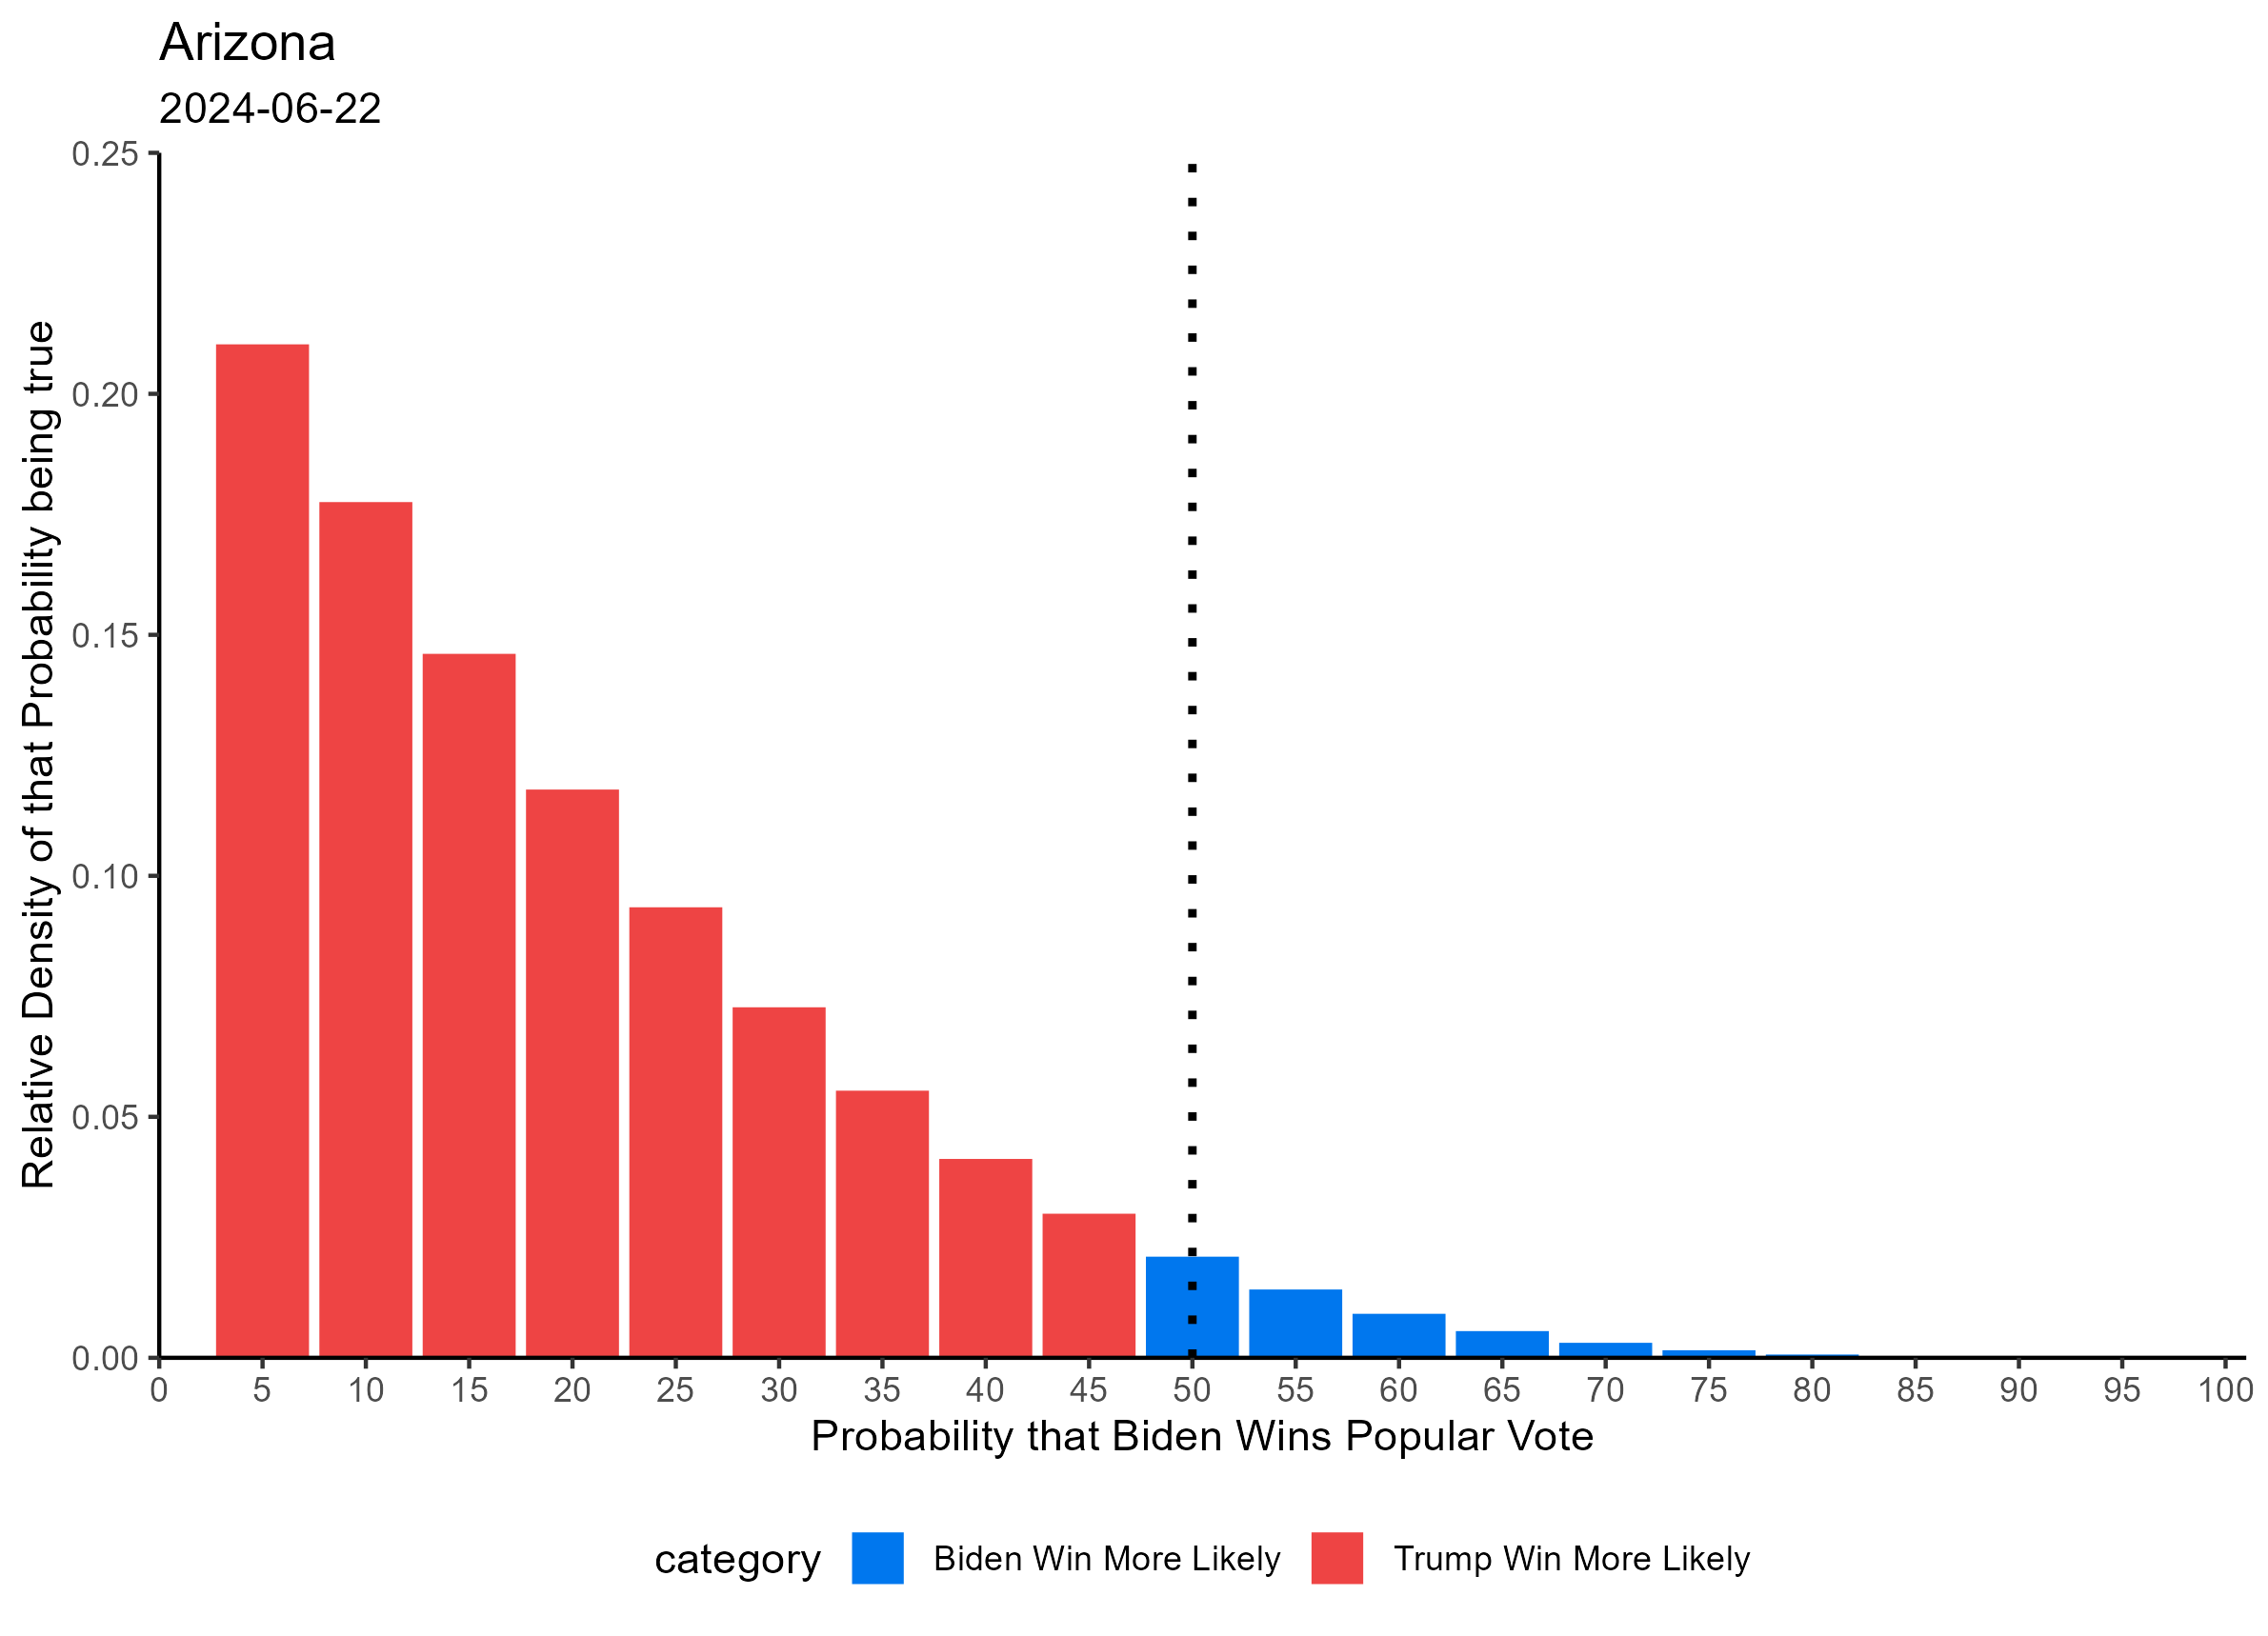 Arizona
2024-06-22
Relative Density of that Probability being true
0.25
0.20
0.15
0.10
0.05
0.00
0 5 10 15 20 25 30 35 40 45 50 55 60 65 70 75 80 85 90 95 100
Probability that Biden Wins Popular Vote
category Biden Win More Likely Trump Win More Likely